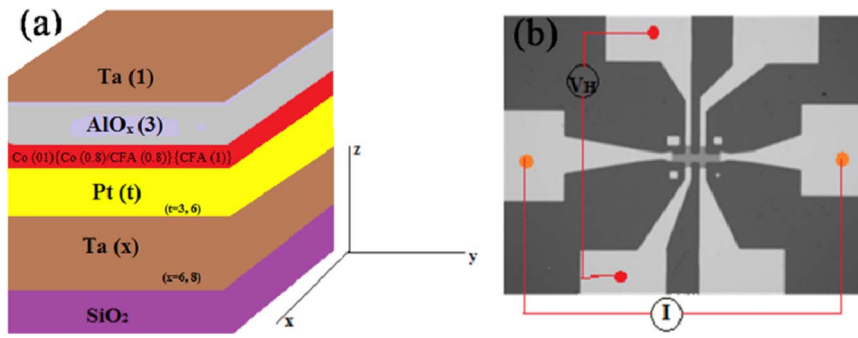 (a)
Ta (1)
AlOₓ (3)
Co (01){Co (0.8)/CFA (0.8)}{CFA (1)}
Pt (t)
(t=3, 6)
Ta (x)
(x=6, 8)
SiO₂
z
y
x
(b)
V_H
I